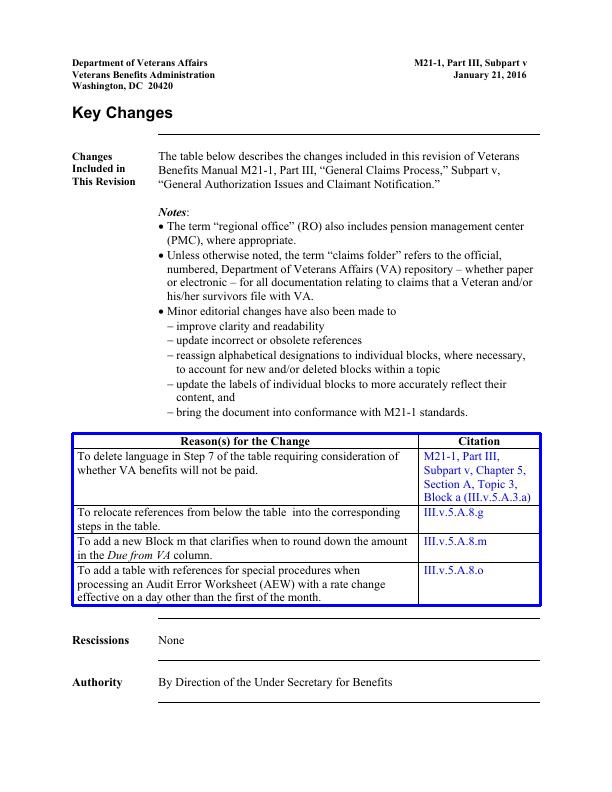 Department of Veterans Affairs M21-1, Part III, Subpart v
Veterans Benefits Administration January 21, 2016
Washington, DC  20420
Key Changes
Changes
Included in
This Revision
The table below describes the changes included in this revision of Veterans
Benefits Manual M21-1, Part III, “General Claims Process,” Subpart v,
“General Authorization Issues and Claimant Notification.”
Notes:
• The term “regional office” (RO) also includes pension management center
(PMC), where appropriate.
• Unless otherwise noted, the term “claims folder” refers to the official,
numbered, Department of Veterans Affairs (VA) repository – whether paper
or electronic – for all documentation relating to claims that a Veteran and/or
his/her survivors file with VA.
• Minor editorial changes have also been made to
– improve clarity and readability
– update incorrect or obsolete references
– reassign alphabetical designations to individual blocks, where necessary,
to account for new and/or deleted blocks within a topic
– update the labels of individual blocks to more accurately reflect their
content, and
– bring the document into conformance with M21-1 standards.
Reason(s) for the Change Citation
To delete language in Step 7 of the table requiring consideration of
whether VA benefits will not be paid.
M21-1, Part III,
Subpart v, Chapter 5,
Section A, Topic 3,
Block a (III.v.5.A.3.a)
To relocate references from below the table  into the corresponding
steps in the table.
III.v.5.A.8.g
To add a new Block m that clarifies when to round down the amount
in the Due from VA column.
III.v.5.A.8.m
To add a table with references for special procedures when
processing an Audit Error Worksheet (AEW) with a rate change
effective on a day other than the first of the month.
III.v.5.A.8.o
Rescissions None
Authority By Direction of the Under Secretary for Benefits